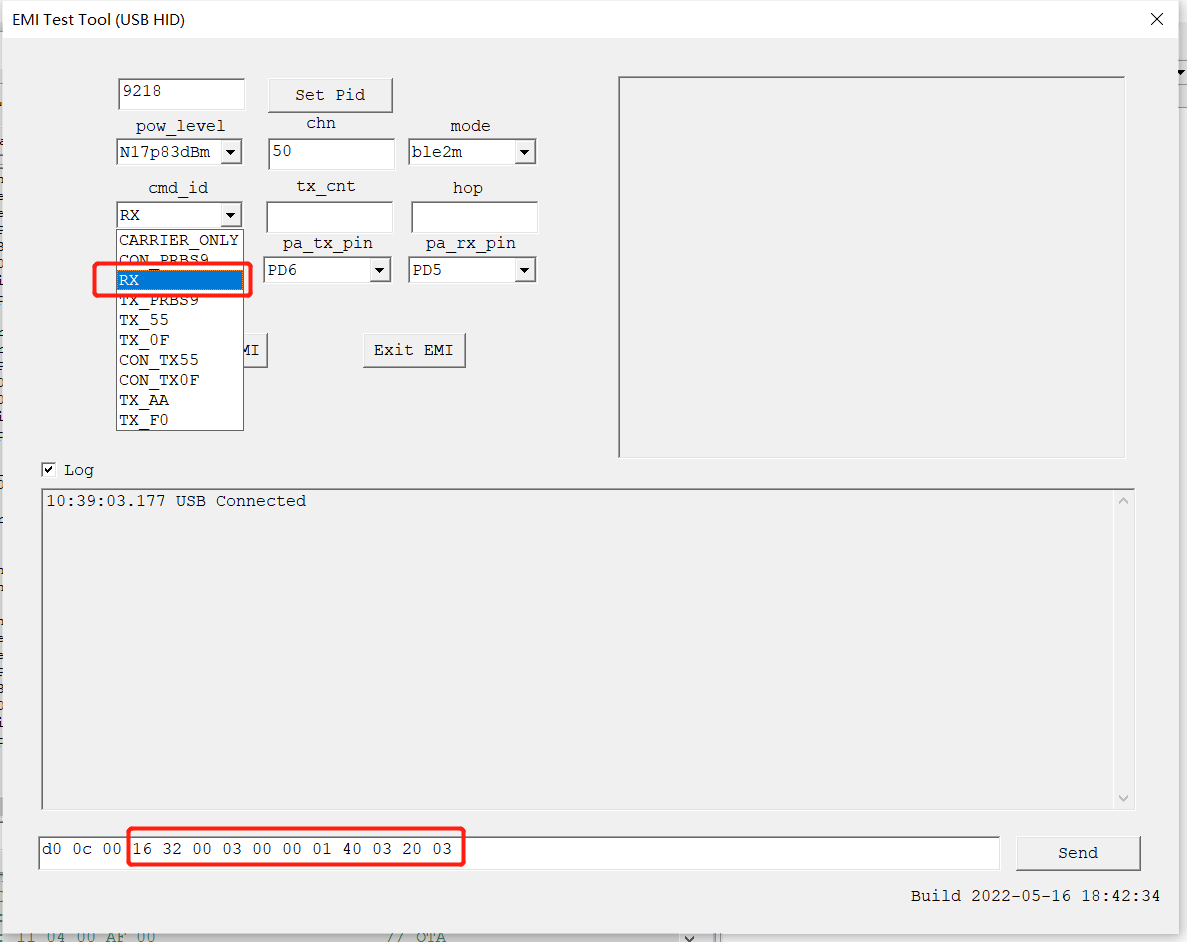 EMI Test Tool (USB HID)
9218
Set Pid
pow_level
chn
mode
N17p83dBm
50
ble2m
cmd_id
tx_cnt
hop
RX
CARRIER_ONLY
pa_tx_pin
pa_rx_pin
CON_PRBS9
PD6
PD5
RX
TX_PRBS9
TX_55
TX_0F
MI
Exit EMI
CON_TX55
CON_TX0F
TX_AA
TX_F0
Log
10:39:03.177 USB Connected
d0 0c 00 16 32 00 03 00 00 01 40 03 20 03
Send
Build 2022-05-16 18:42:34
11 04 00 AF 00 // OTA